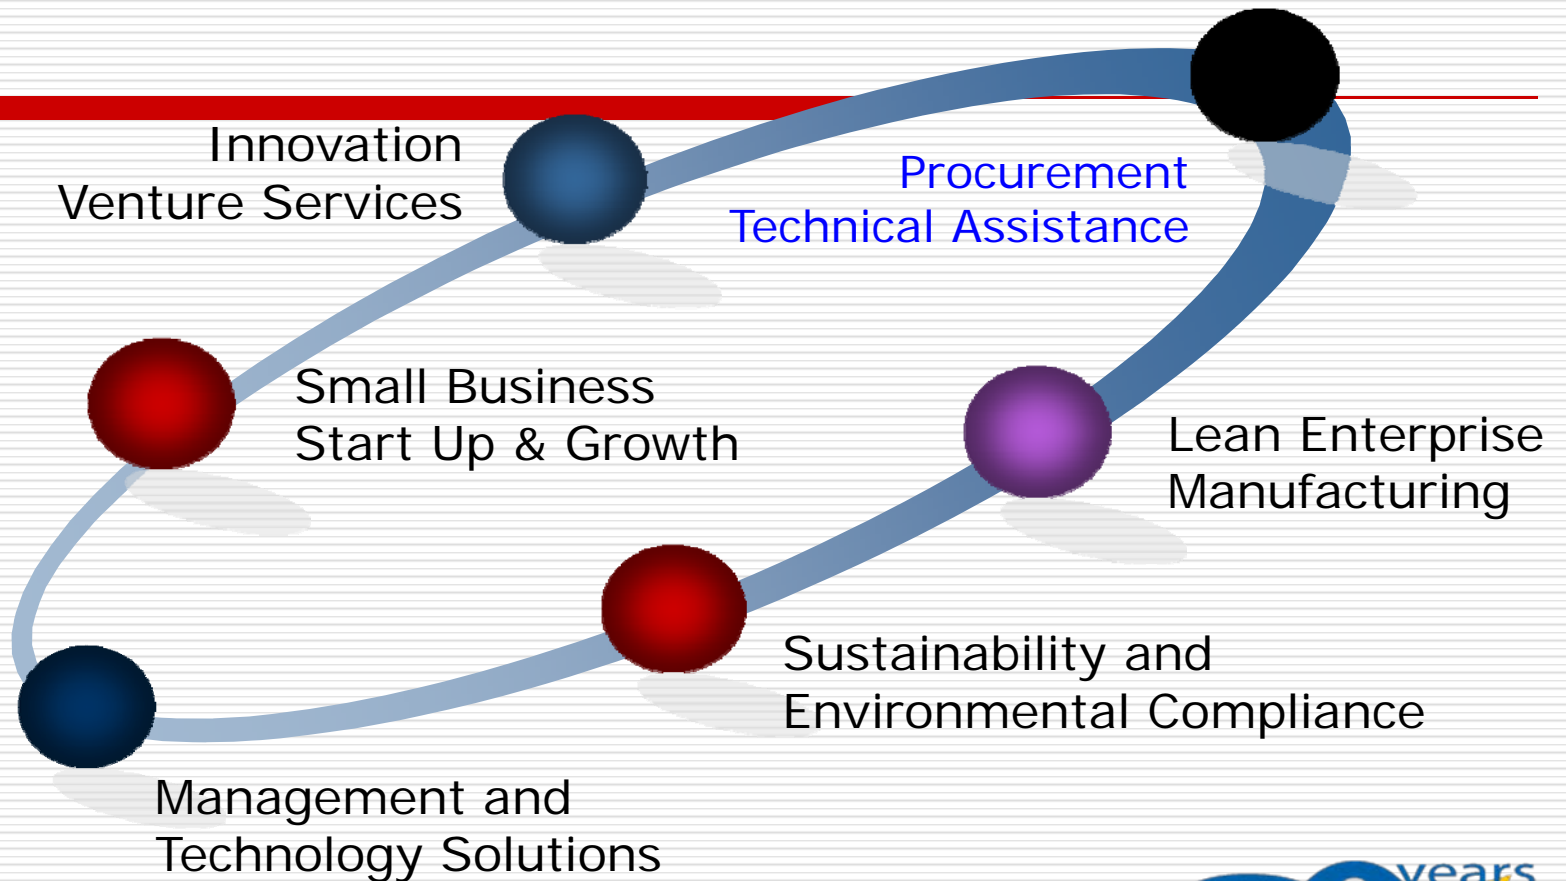 Innovation
Venture Services
Procurement
Technical Assistance
Small Business
Start Up & Growth
Lean Enterprise
Manufacturing
Sustainability and
Environmental Compliance
Management and
Technology Solutions
years